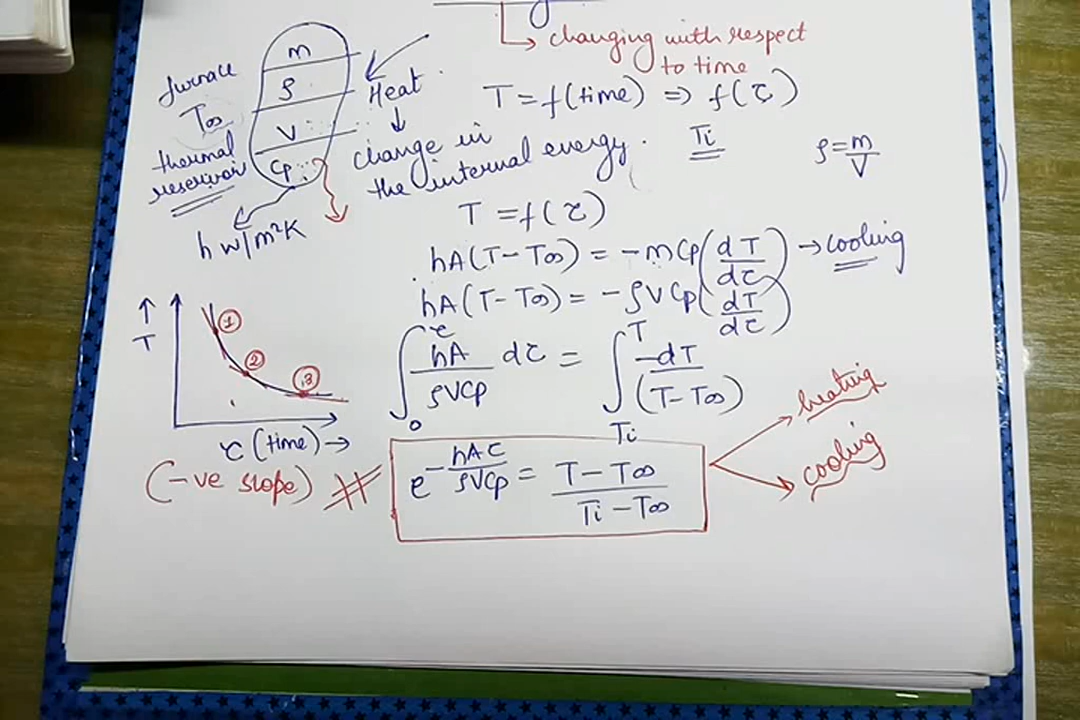 changing with respect
to time
T = f(time) ⇒ f(τ)
m
ρ
V
Cp
furnace
T∞
thermal
reservoir
Heat
↓
change in
the internal energy.
Ti
ρ = m/V
h W/m²K
T = f(τ)
hA(T - T∞) = -mCp(dT/dτ) → cooling
hA(T - T∞) = -ρVCp(dT/dτ)
∫₀^τ hA/ρVCp dτ = ∫_Ti^T -dT/(T - T∞)
↑
T
①
②
③
τ (time) →
(-ve slope)
e^(-hAτ/ρVCp) = (T - T∞)/(Ti - T∞)
heating
cooling